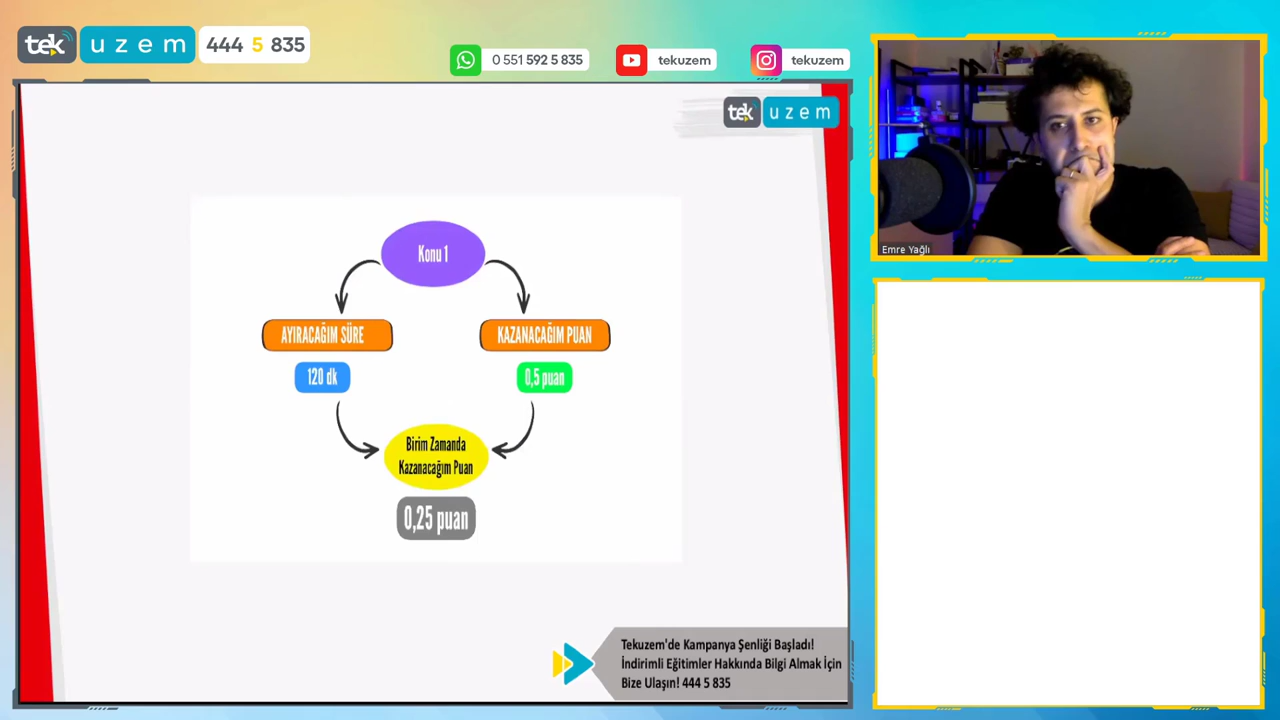 tek uzem 444 5 835
0 551 592 5 835
tekuzem
tekuzem
tek uzem
Konu 1
AYIRACAĞIM SÜRE
KAZANACAĞIM PUAN
120 dk
0,5 puan
Birim Zamanda
Kazanacağım Puan
0,25 puan
Emre Yağlı
Tekuzem'de Kampanya Şenliği Başladı!
İndirimli Eğitimler Hakkında Bilgi Almak İçin
Bize Ulaşın! 444 5 835